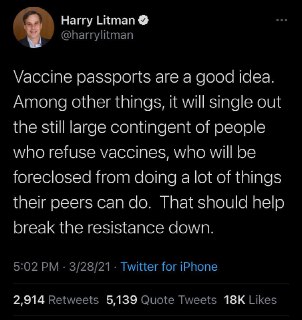 Harry Litman
@harrylitman
Vaccine passports are a good idea.
Among other things, it will single out
the still large contingent of people
who refuse vaccines, who will be
foreclosed from doing a lot of things
their peers can do.  That should help
break the resistance down.
5:02 PM · 3/28/21 · Twitter for iPhone
2,914 Retweets 5,139 Quote Tweets 18K Likes